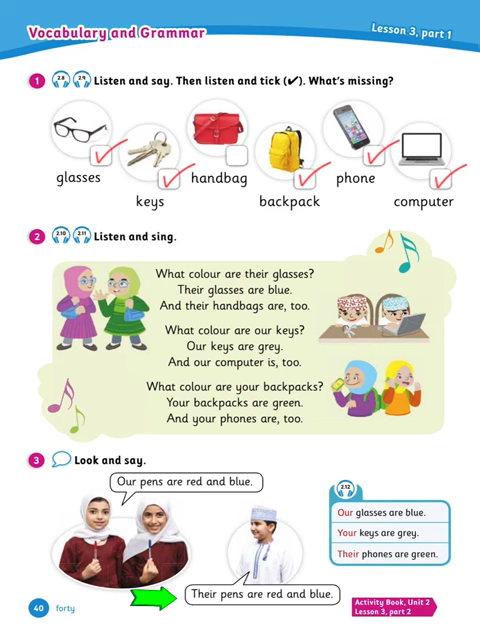 Vocabulary and Grammar
Lesson 3, part 1
1 2.8 2.9 Listen and say. Then listen and tick (✔). What's missing?
glasses
keys
handbag
backpack
phone
computer
2 2.10 2.11 Listen and sing.
What colour are their glasses?
Their glasses are blue.
And their handbags are, too.
What colour are our keys?
Our keys are grey.
And our computer is, too.
What colour are your backpacks?
Your backpacks are green.
And your phones are, too.
3 Look and say.
Our pens are red and blue.
2.12
Our glasses are blue.
Your keys are grey.
Their phones are green.
Their pens are red and blue.
40 forty
Activity Book, Unit 2
Lesson 3, part 2